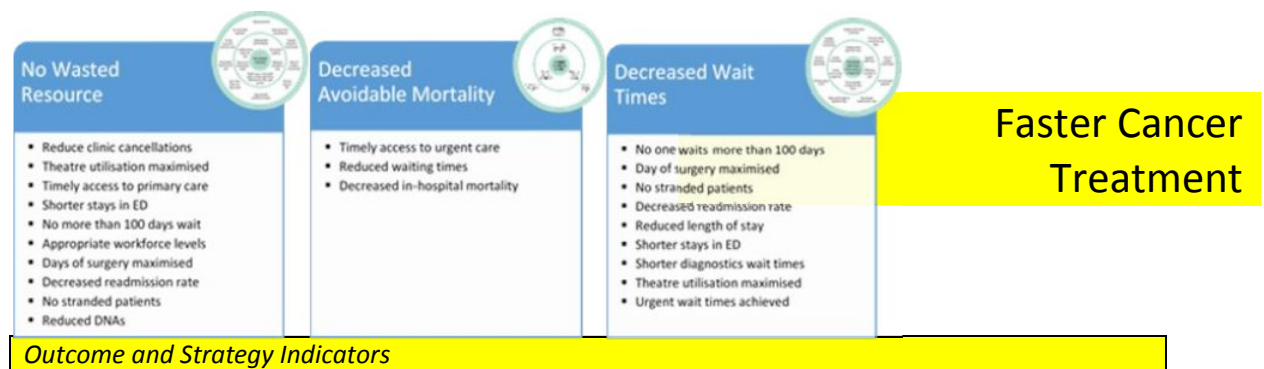 No Wasted
Resource
▪ Reduce clinic cancellations
▪ Theatre utilisation maximised
▪ Timely access to primary care
▪ Shorter stays in ED
▪ No more than 100 days wait
▪ Appropriate workforce levels
▪ Days of surgery maximised
▪ Decreased readmission rate
▪ No stranded patients
▪ Reduced DNAs
Decreased
Avoidable Mortality
▪ Timely access to urgent care
▪ Reduced waiting times
▪ Decreased in-hospital mortality
Decreased Wait
Times
▪ No one waits more than 100 days
▪ Day of surgery maximised
▪ No stranded patients
▪ Decreased readmission rate
▪ Reduced length of stay
▪ Shorter stays in ED
▪ Shorter diagnostics wait times
▪ Theatre utilisation maximised
▪ Urgent wait times achieved
Faster Cancer
Treatment
Outcome and Strategy Indicators